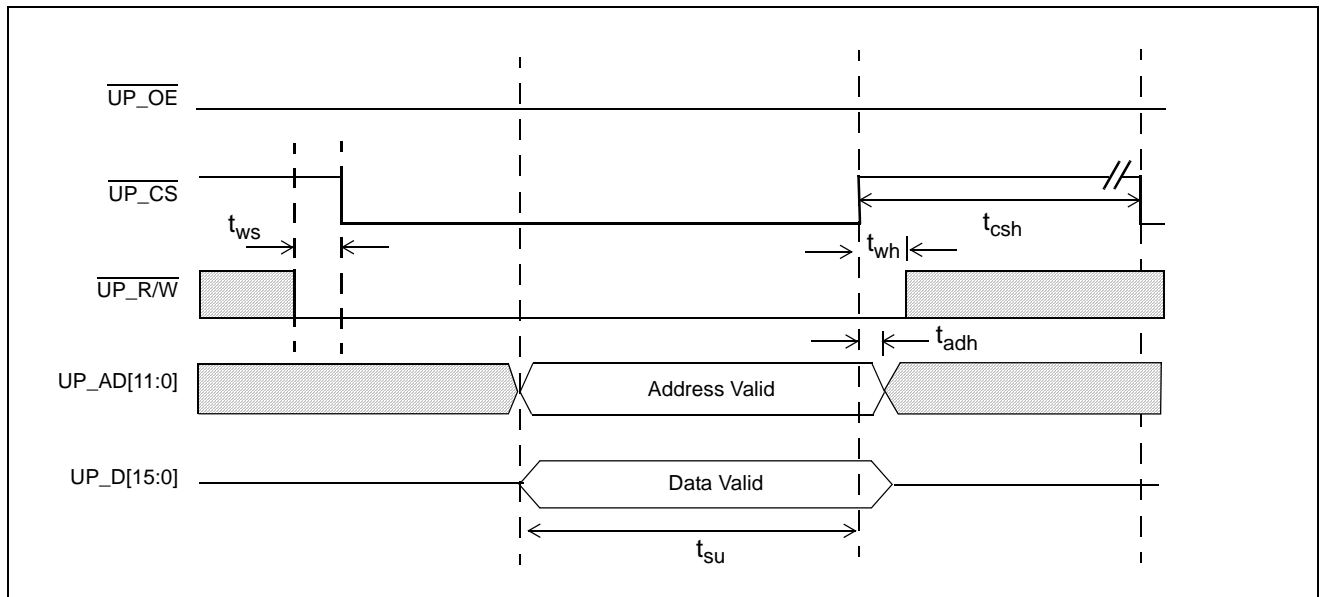 UP_OE
UP_CS
t_ws
t_wh
t_csh
UP_R/W
t_adh
UP_AD[11:0]
Address Valid
UP_D[15:0]
Data Valid
t_su